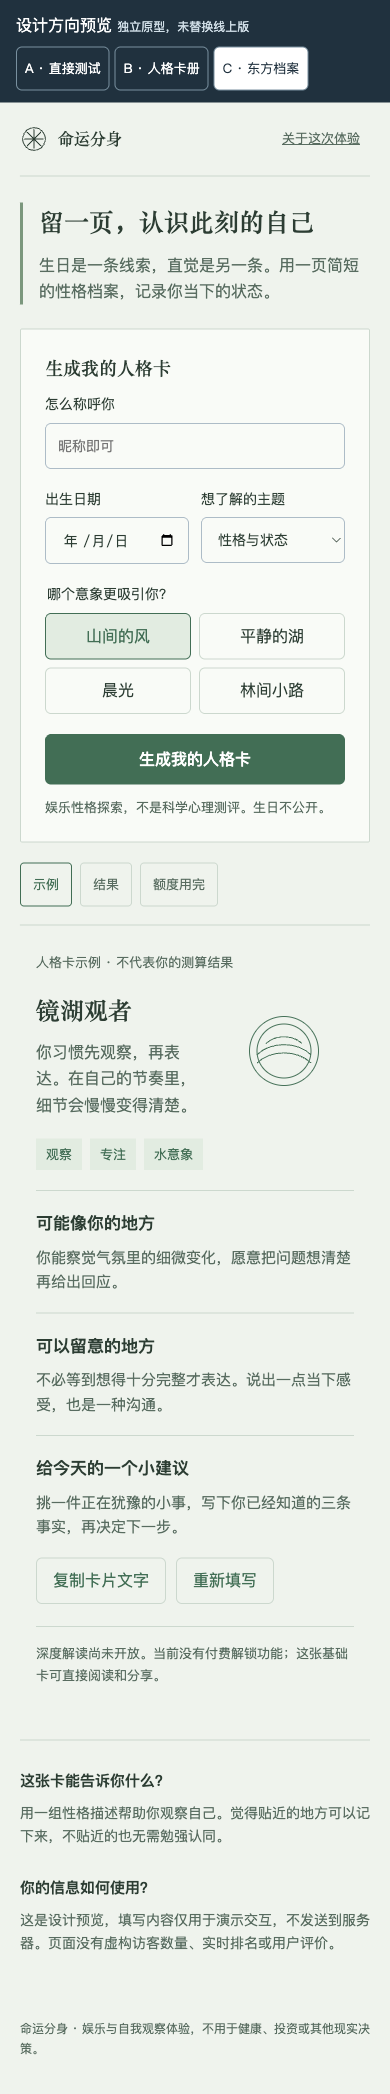 设计方向预览 独立原型，未替换线上版
A · 直接测试 B · 人格卡册 C · 东方档案
命运分身 关于这次体验
留一页，认识此刻的自己
生日是一条线索，直觉是另一条。用一页简短
的性格档案，记录你当下的状态。
生成我的人格卡
怎么称呼你
昵称即可
出生日期 想了解的主题
年 /月/日 性格与状态
哪个意象更吸引你?
山间的风 平静的湖
晨光 林间小路
生成我的人格卡
娱乐性格探索，不是科学心理测评。生日不公开。
示例 结果 额度用完
人格卡示例 · 不代表你的测算结果
镜湖观者
你习惯先观察，再表
达。在自己的节奏里，
细节会慢慢变得清楚。
观察 专注 水意象
可能像你的地方
你能察觉气氛里的细微变化，愿意把问题想清楚
再给出回应。
可以留意的地方
不必等到想得十分完整才表达。说出一点当下感
受，也是一种沟通。
给今天的一个小建议
挑一件正在犹豫的小事，写下你已经知道的三条
事实，再决定下一步。
复制卡片文字 重新填写
深度解读尚未开放。当前没有付费解锁功能；这张基础
卡可直接阅读和分享。
这张卡能告诉你什么?
用一组性格描述帮助你观察自己。觉得贴近的地方可以记
下来，不贴近的也无需勉强认同。
你的信息如何使用?
这是设计预览，填写内容仅用于演示交互，不发送到服务
器。页面没有虚构访客数量、实时排名或用户评价。
命运分身 · 娱乐与自我观察体验，不用于健康、投资或其他现实决
策。